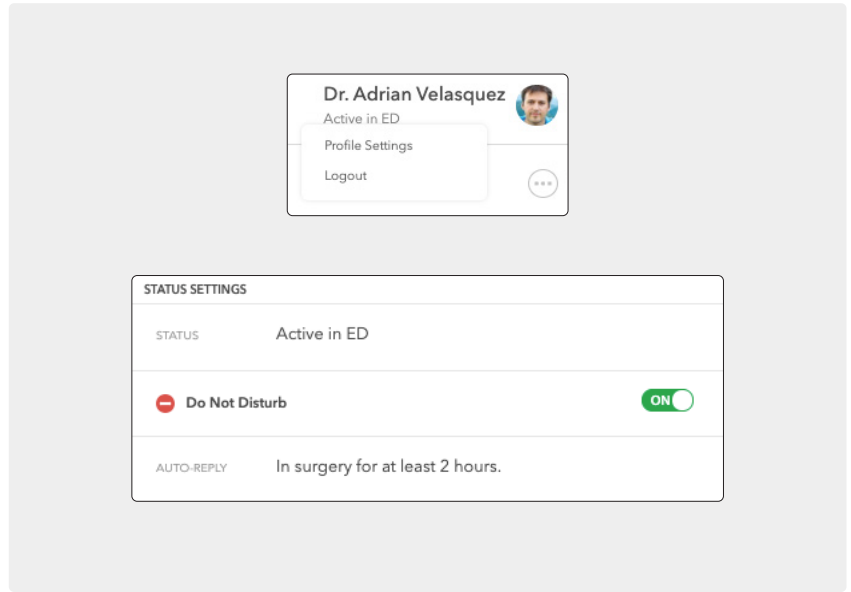 Dr. Adrian Velasquez
Active in ED
Profile Settings
Logout
STATUS SETTINGS
STATUS Active in ED
Do Not Disturb ON
AUTO-REPLY In surgery for at least 2 hours.